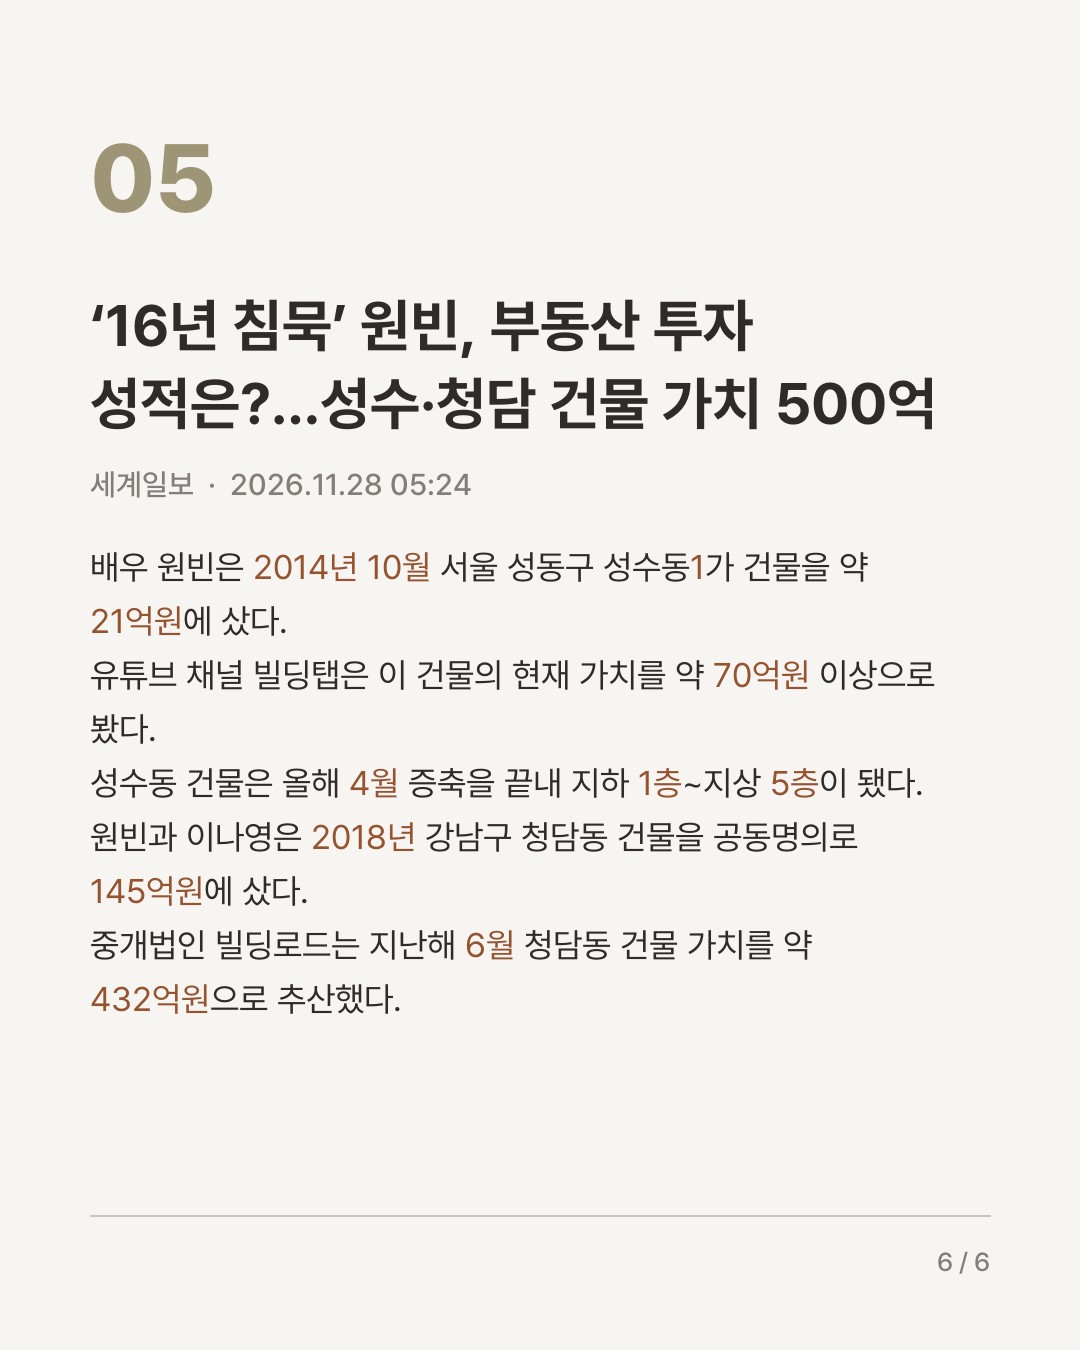 05
‘16년 침묵’ 원빈, 부동산 투자
성적은?...성수·청담 건물 가치 500억
세계일보 · 2026.11.28 05:24
배우 원빈은 2014년 10월 서울 성동구 성수동1가 건물을 약
21억원에 샀다.
유튜브 채널 빌딩탭은 이 건물의 현재 가치를 약 70억원 이상으로
봤다.
성수동 건물은 올해 4월 증축을 끝내 지하 1층~지상 5층이 됐다.
원빈과 이나영은 2018년 강남구 청담동 건물을 공동명의로
145억원에 샀다.
중개법인 빌딩로드는 지난해 6월 청담동 건물 가치를 약
432억원으로 추산했다.
6 / 6